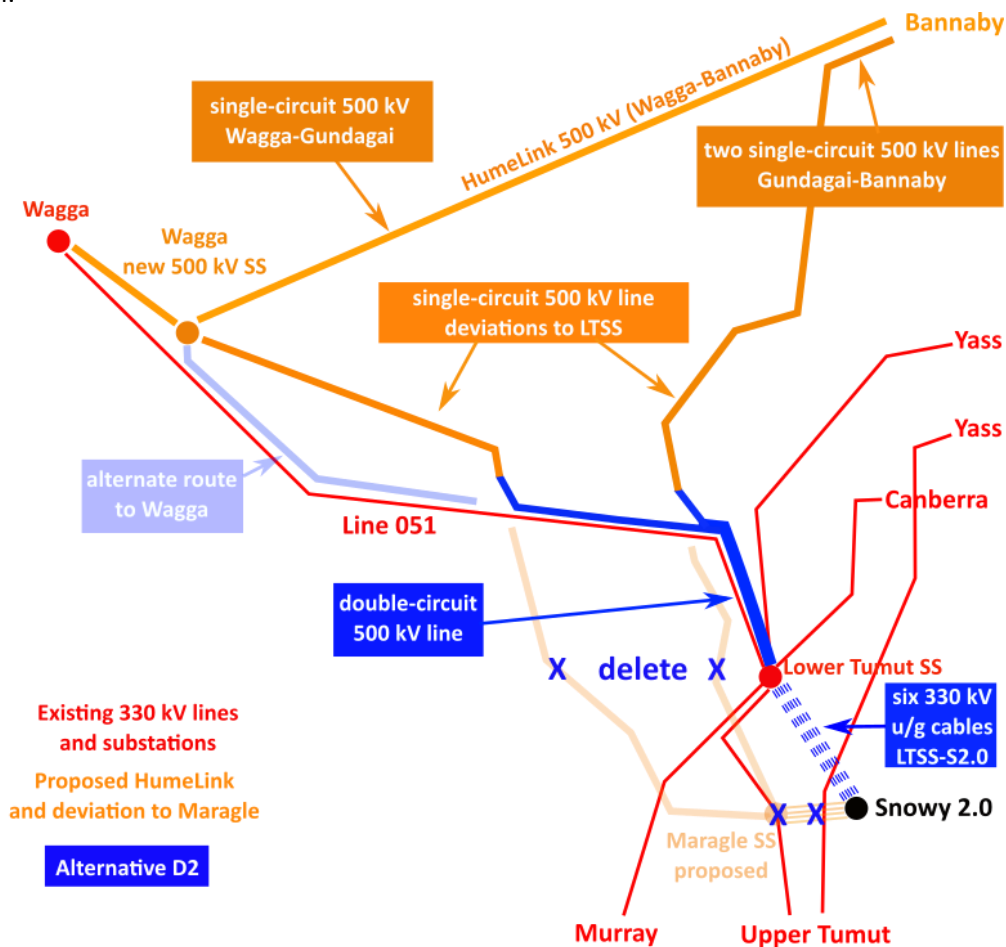 Bannaby
single-circuit 500 kV
Wagga-Gundagai
HumeLink 500 kV (Wagga-Bannaby)
two single-circuit 500 kV lines
Gundagai-Bannaby
Wagga
Wagga
new 500 kV SS
single-circuit 500 kV line
deviations to LTSS
Yass
Yass
alternate route
to Wagga
Canberra
Line 051
double-circuit
500 kV line
X delete X
Lower Tumut SS
six 330 kV
u/g cables
LTSS-S2.0
Existing 330 kV lines
and substations
Proposed HumeLink
and deviation to Maragle
X X
Snowy 2.0
Maragle SS
proposed
Alternative D2
Murray
Upper Tumut